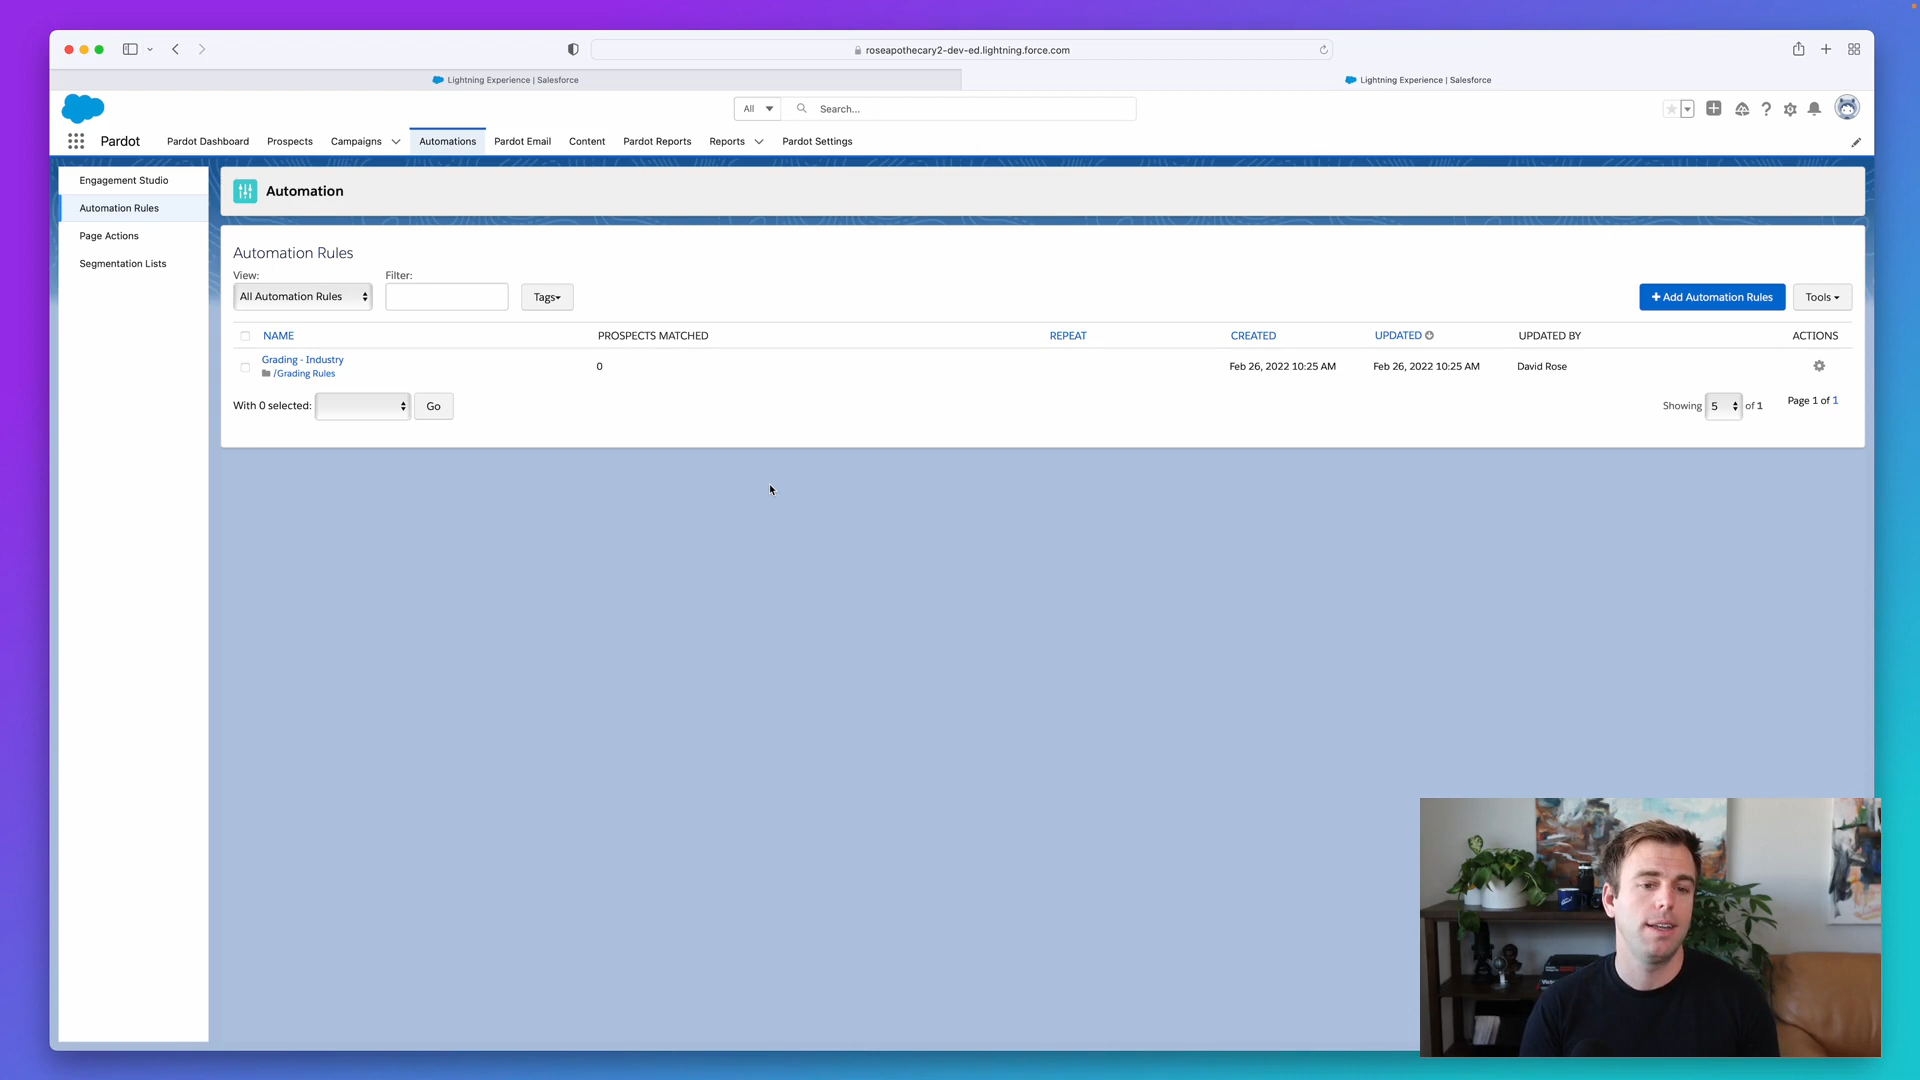 roseapothecary2-dev-ed.lightning.force.com
Lightning Experience | Salesforce
Lightning Experience | Salesforce
All
Search...
Pardot
Pardot Dashboard
Prospects
Campaigns
Automations
Pardot Email
Content
Pardot Reports
Reports
Pardot Settings
Engagement Studio
Automation Rules
Page Actions
Segmentation Lists
Automation
Automation Rules
View:
Filter:
All Automation Rules
Tags
+ Add Automation Rules
Tools
NAME
PROSPECTS MATCHED
REPEAT
CREATED
UPDATED
UPDATED BY
ACTIONS
Grading - Industry
/Grading Rules
0
Feb 26, 2022 10:25 AM
Feb 26, 2022 10:25 AM
David Rose
With 0 selected:
Go
Showing 5 of 1
Page 1 of 1